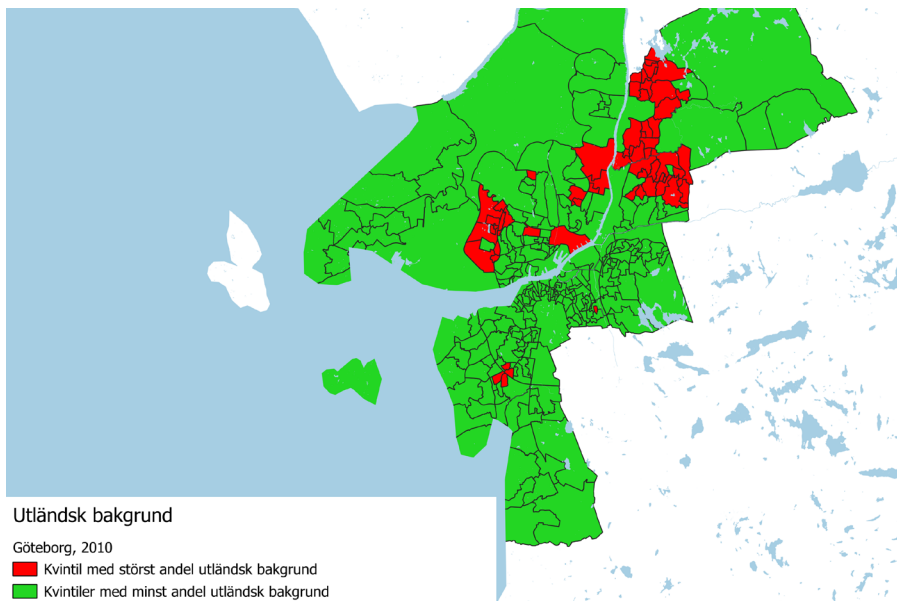 Utländsk bakgrund
Göteborg, 2010
Kvintil med störst andel utländsk bakgrund
Kvintiler med minst andel utländsk bakgrund